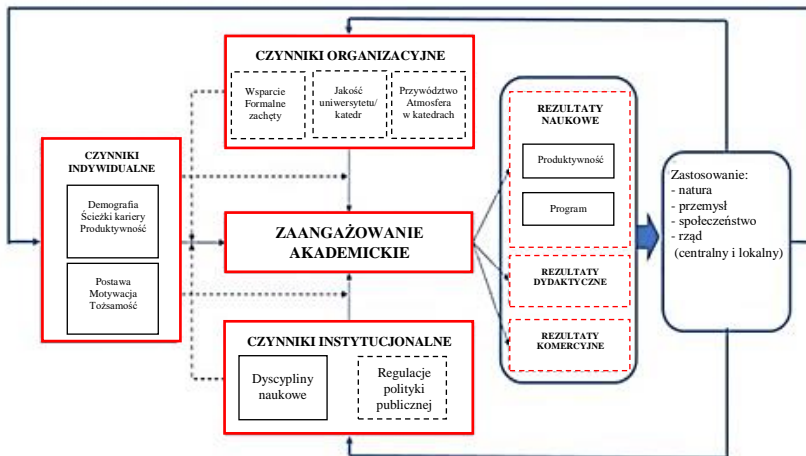 CZYNNIKI ORGANIZACYJNE
Wsparcie
Formalne
zachęty
Jakość
uniwersytetu/
katedr
Przywództwo
Atmosfera
w katedrach
CZYNNIKI
INDYWIDUALNE
Demografia
Ścieżki kariery
Produktywność
Postawa
Motywacja
Tożsamość
ZAANGAŻOWANIE
AKADEMICKIE
CZYNNIKI INSTYTUCJONALNE
Dyscypliny
naukowe
Regulacje
polityki
publicznej
REZULTATY
NAUKOWE
Produktywność
Program
REZULTATY
DYDAKTYCZNE
REZULTATY
KOMERCYJNE
Zastosowanie:
- natura
- przemysł
- społeczeństwo
- rząd
(centralny i lokalny)